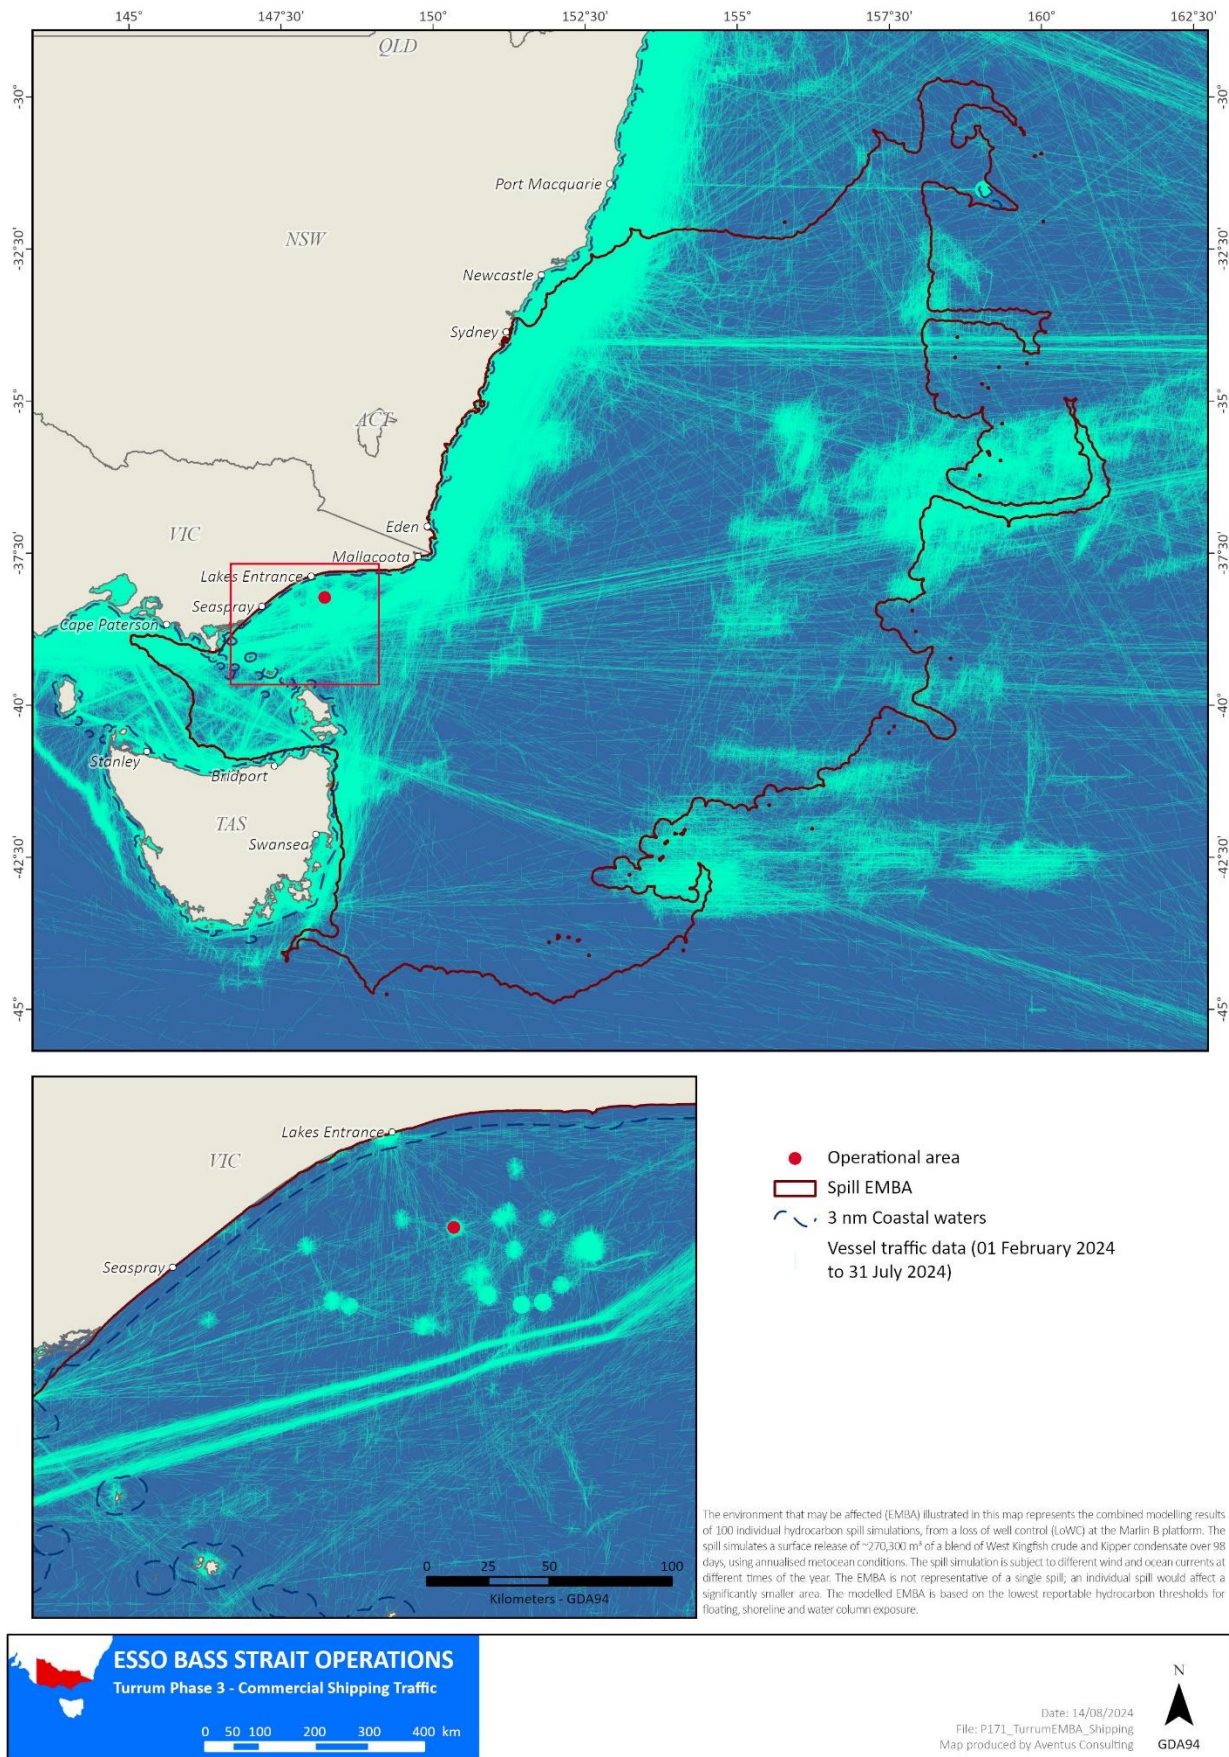 145° 147°30' 150° 152°30' 155° 157°30' 160° 162°30'
QLD
-30° -30°
Port Macquarie
NSW
-32°30' -32°30'
Newcastle
Sydney
-35° -35°
ACT
Eden
VIC
Mallacoota
-37°30' -37°30'
Lakes Entrance
Seaspray
Cape Paterson
-40° -40°
Stanley
Bridport
TAS
Swansea
-42°30' -42°30'
-45° -45°
Lakes Entrance
VIC
Seaspray
0 25 50 100
Kilometers - GDA94
Operational area
Spill EMBA
3 nm Coastal waters
Vessel traffic data (01 February 2024
to 31 July 2024)
The environment that may be affected (EMBA) illustrated in this map represents the combined modelling results
of 100 individual hydrocarbon spill simulations, from a loss of well control (LoWC) at the Marlin B platform. The
spill simulates a surface release of ~270,300 m³ of a blend of West Kingfish crude and Kipper condensate over 98
days, using annualised metocean conditions. The spill simulation is subject to different wind and ocean currents at
different times of the year. The EMBA is not representative of a single spill; an individual spill would affect a
significantly smaller area. The modelled EMBA is based on the lowest reportable hydrocarbon thresholds for
floating, shoreline and water column exposure.
ESSO BASS STRAIT OPERATIONS
Turrum Phase 3 - Commercial Shipping Traffic
0 50 100 200 300 400 km
Date: 14/08/2024
File: P171_TurrumEMBA_Shipping
Map produced by Aventus Consulting
N
GDA94